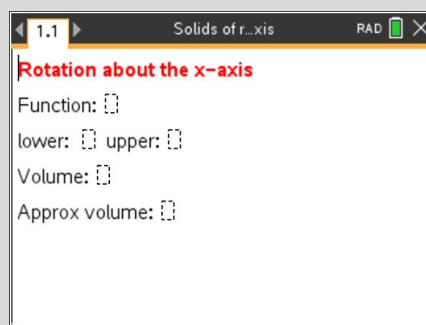 1.1 Solids of r...xis RAD
Rotation about the x-axis
Function:
lower: upper:
Volume:
Approx volume: